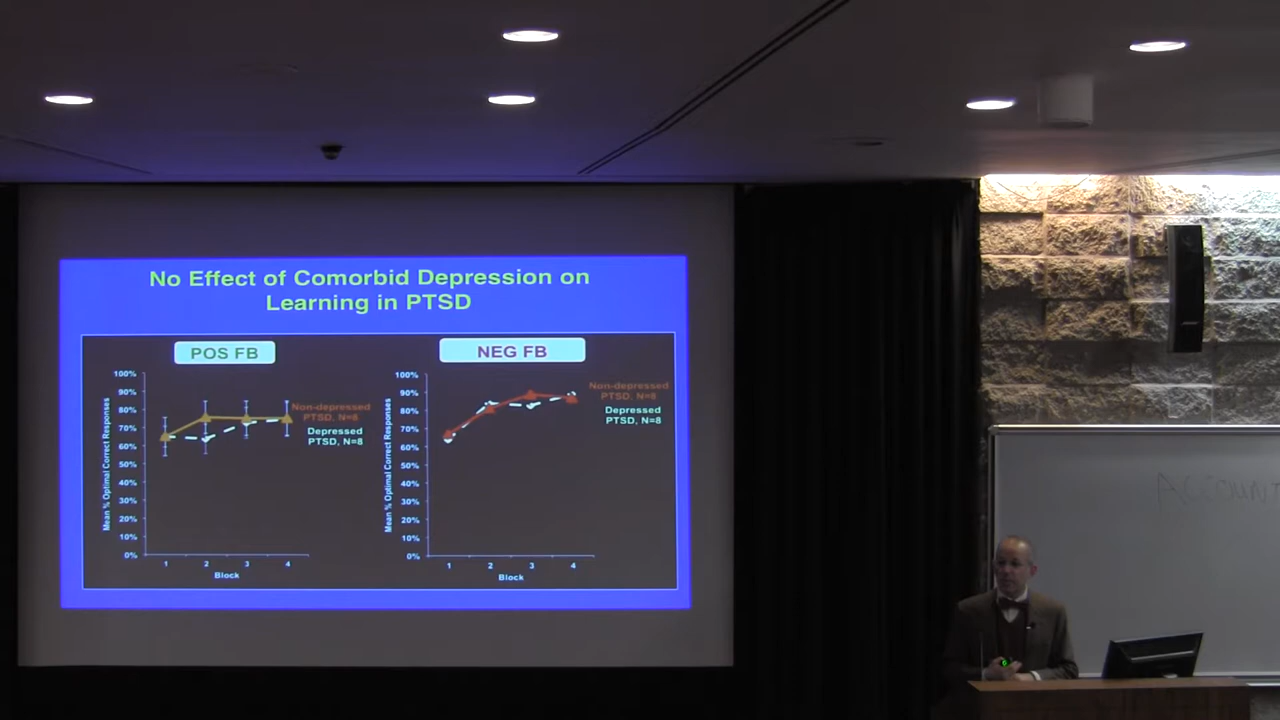 No Effect of Comorbid Depression on
Learning in PTSD
POS FB
100%
90%
80%
70%
60%
50%
40%
30%
20%
10%
0%
Mean % Optimal Correct Responses
1 2 3 4
Block
Non-depressed
PTSD, N=8
Depressed
PTSD, N=8
NEG FB
100%
90%
80%
70%
60%
50%
40%
30%
20%
10%
0%
Mean % Optimal Correct Responses
1 2 3 4
Block
Non-depressed
PTSD, N=8
Depressed
PTSD, N=8